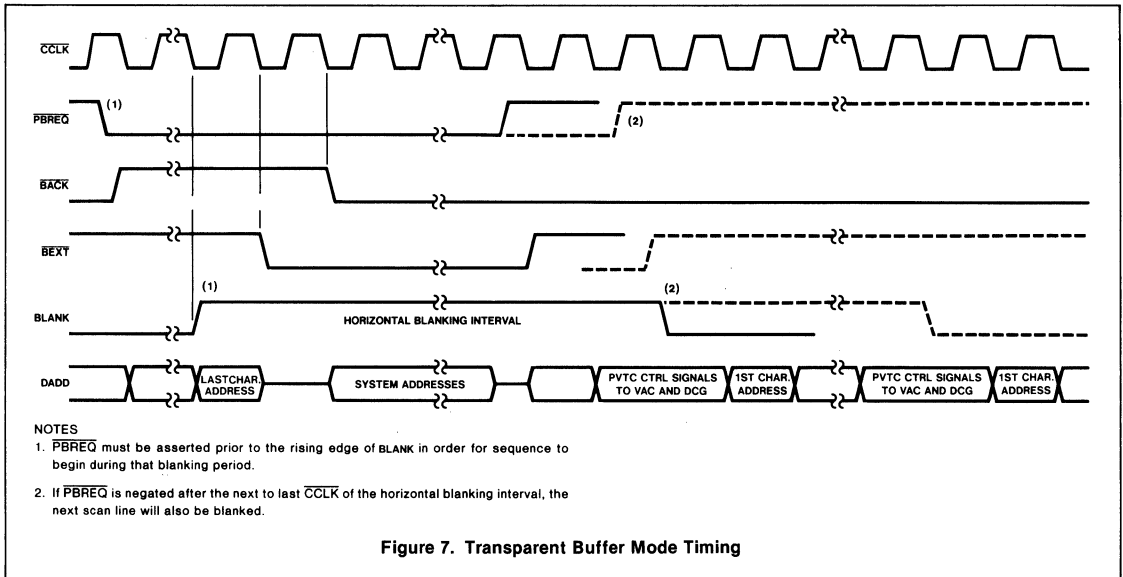 CCLK
PBREQ
(1)
(2)
BACK
BEXT
(1)
(2)
BLANK
HORIZONTAL BLANKING INTERVAL
DADD
LAST CHAR.
ADDRESS
SYSTEM ADDRESSES
PVTC CTRL SIGNALS
TO VAC AND DCG
1ST CHAR.
ADDRESS
PVTC CTRL SIGNALS
TO VAC AND DCG
1ST CHAR.
ADDRESS
NOTES
1. PBREQ must be asserted prior to the rising edge of BLANK in order for sequence to
begin during that blanking period.
2. If PBREQ is negated after the next to last CCLK of the horizontal blanking interval, the
next scan line will also be blanked.
Figure 7. Transparent Buffer Mode Timing